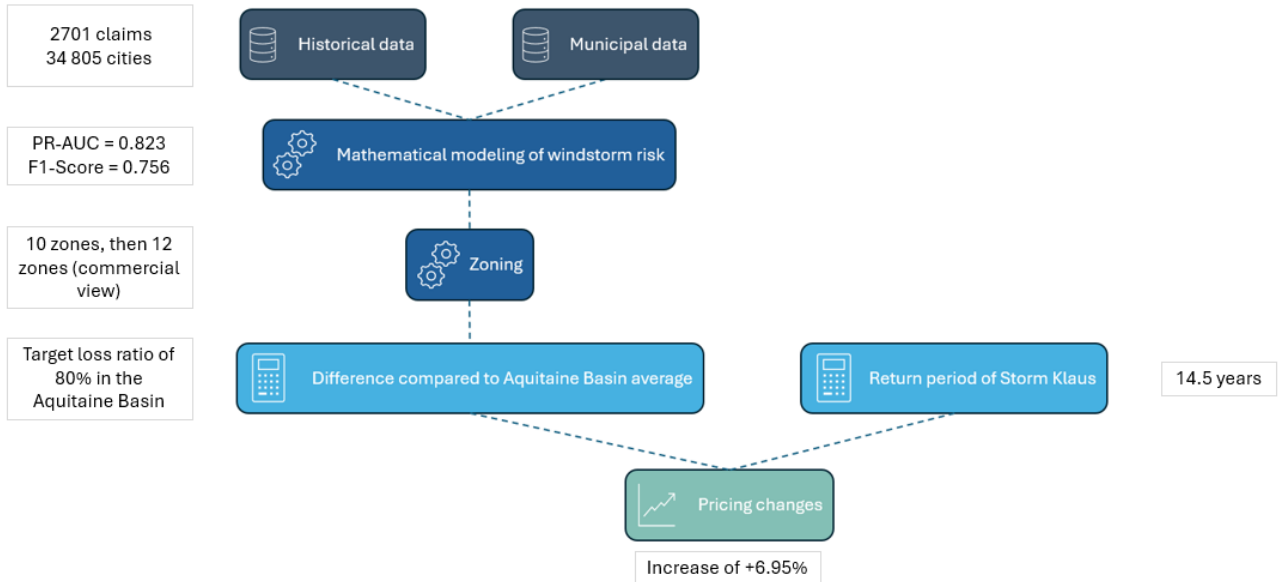 2701 claims
34 805 cities
Historical data
Municipal data
PR-AUC = 0.823
F1-Score = 0.756
Mathematical modeling of windstorm risk
10 zones, then 12
zones (commercial
view)
Zoning
Target loss ratio of
80% in the
Aquitaine Basin
Difference compared to Aquitaine Basin average
Return period of Storm Klaus
14.5 years
Pricing changes
Increase of +6.95%